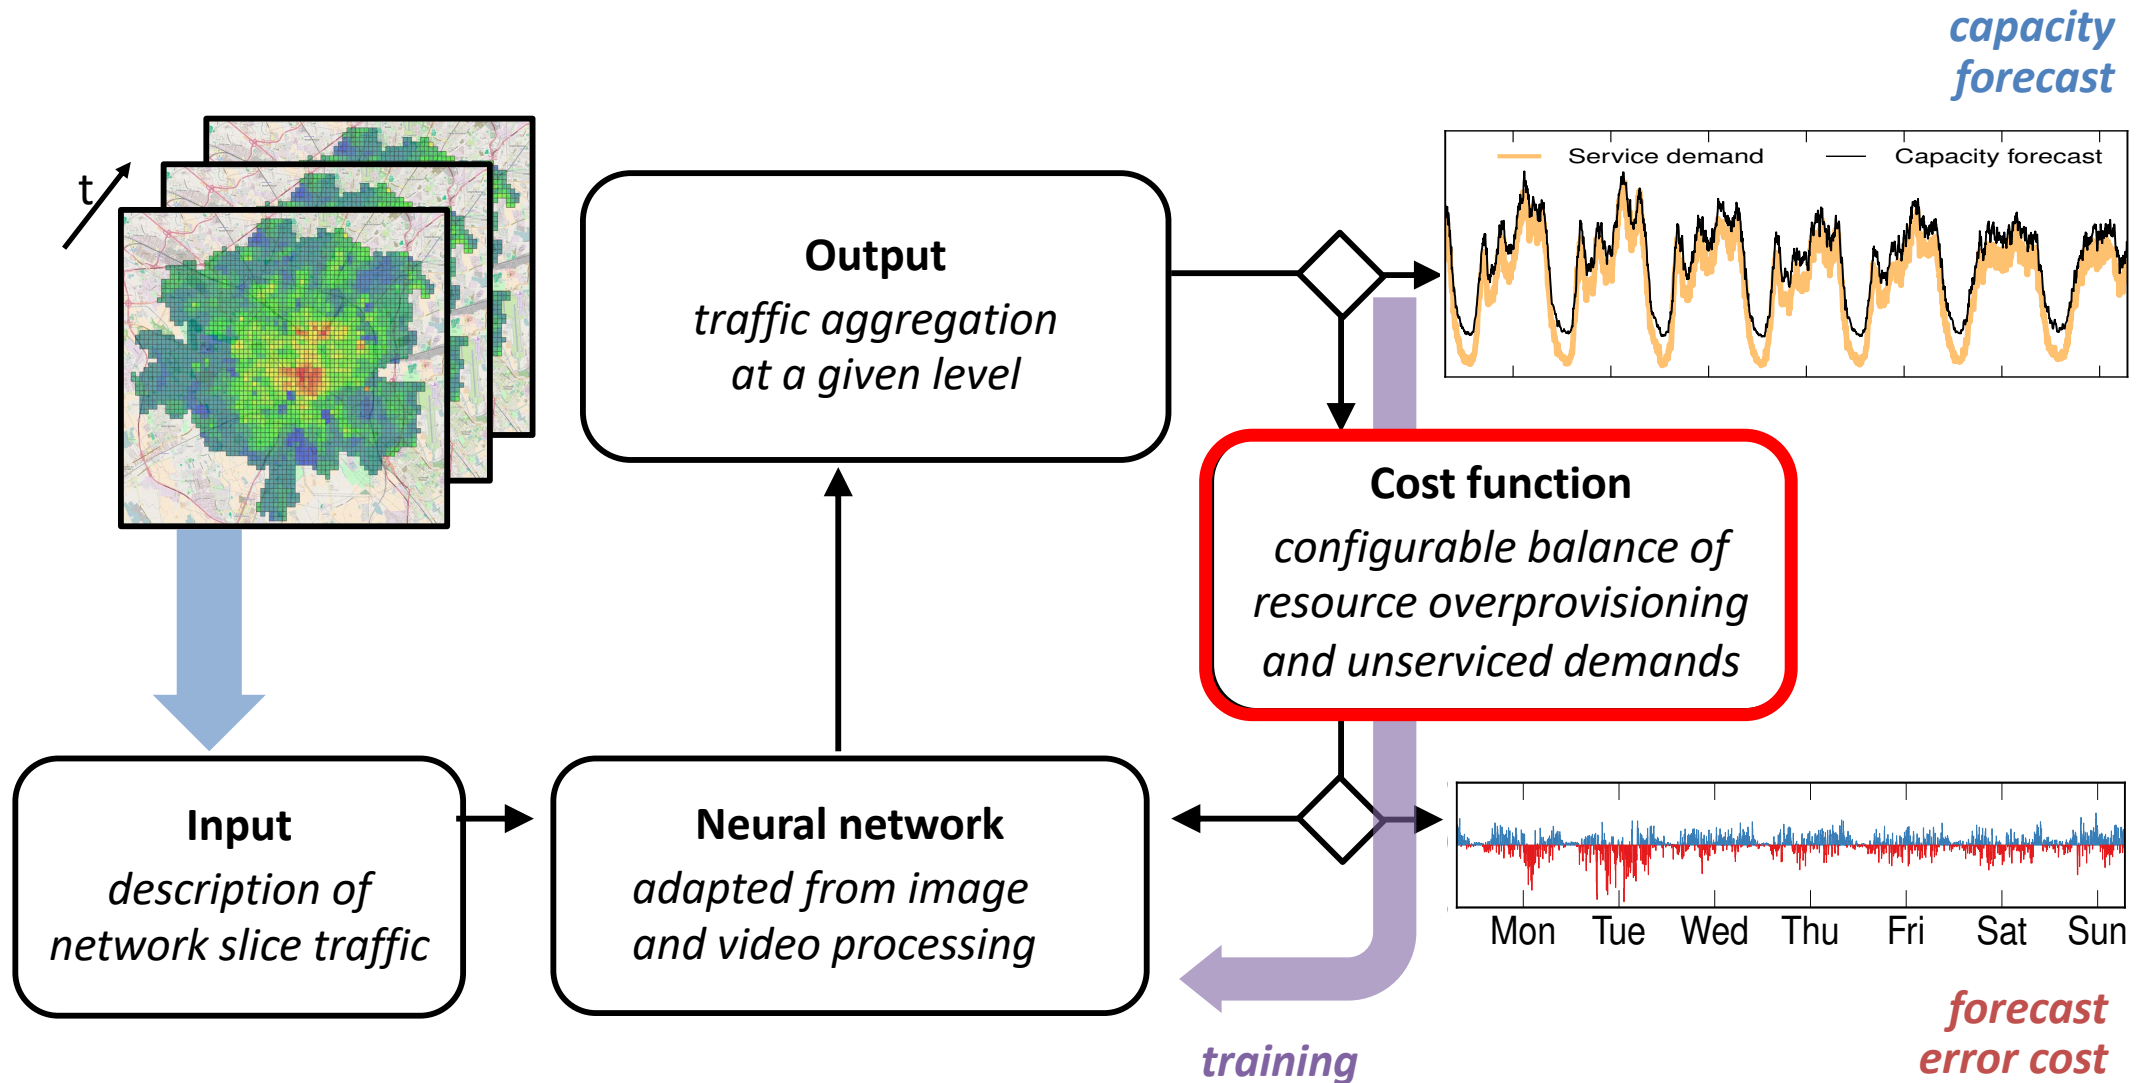 capacity
forecast
t
Service demand
Capacity forecast
Output
traffic aggregation
at a given level
Cost function
configurable balance of
resource overprovisioning
and unserviced demands
Input
description of
network slice traffic
Neural network
adapted from image
and video processing
Mon Tue Wed Thu Fri Sat Sun
training
forecast
error cost